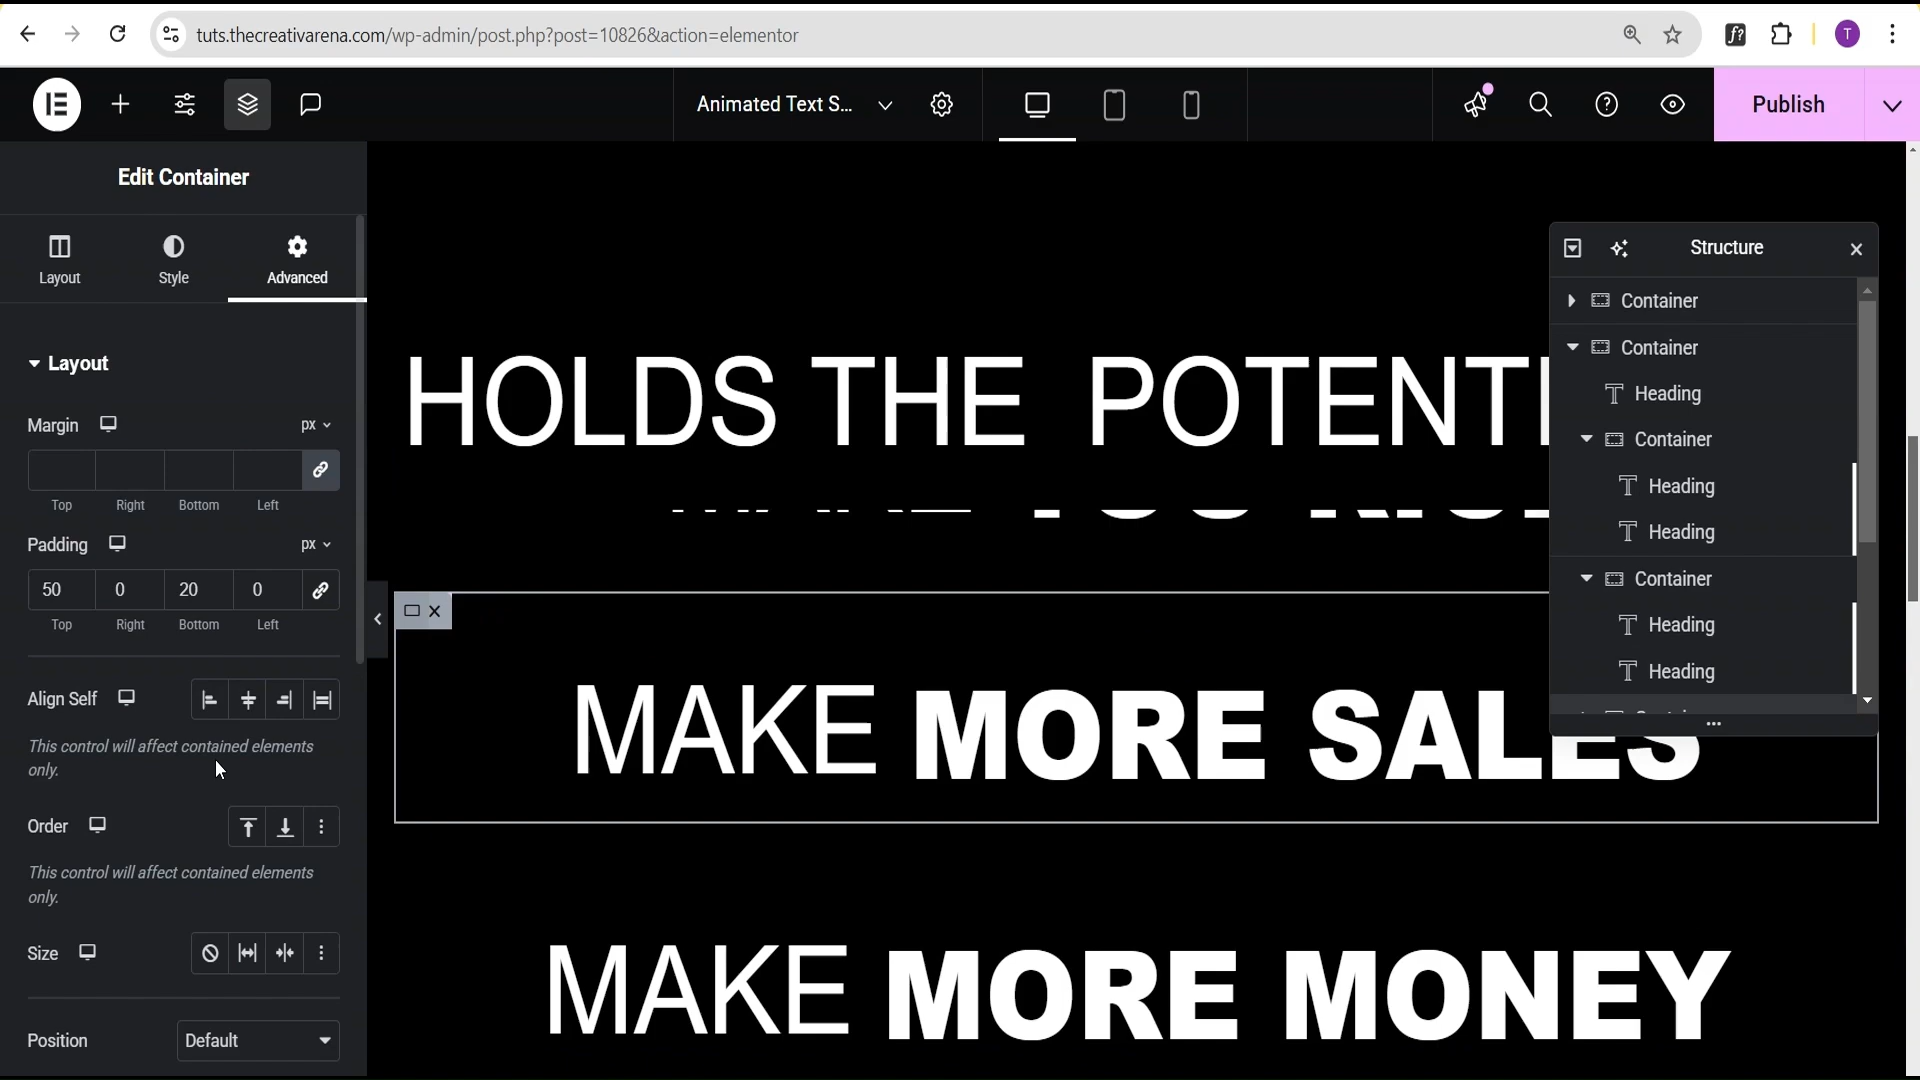 tuts.thecreativarena.com/wp-admin/post.php?post=10826&action=elementor
T
Animated Text S...
Publish
Edit Container
Layout
Style
Advanced
Layout
Margin
px
Top
Right
Bottom
Left
Padding
px
50
0
20
0
Top
Right
Bottom
Left
Align Self
This control will affect contained elements
only.
Order
This control will affect contained elements
only.
Size
Position
Default
HOLDS THE POTENTI
MAKE MORE SALES
MAKE MORE MONEY
Structure
Container
Container
Heading
Container
Heading
Heading
Container
Heading
Heading